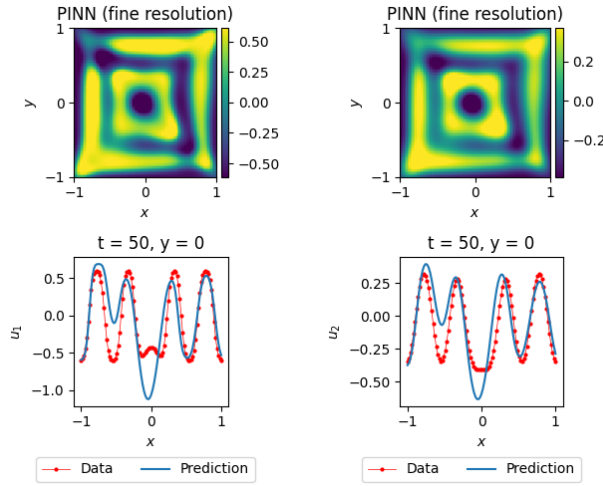 PINN (fine resolution)
1
0
−1
y
−1
0
1
x
0.50
0.25
0.00
−0.25
−0.50
PINN (fine resolution)
1
0
−1
y
−1
0
1
x
0.2
0.0
−0.2
t = 50, y = 0
0.5
0.0
−0.5
−1.0
u₁
−1
0
1
x
Data
Prediction
t = 50, y = 0
0.25
0.00
−0.25
−0.50
u₂
−1
0
1
x
Data
Prediction